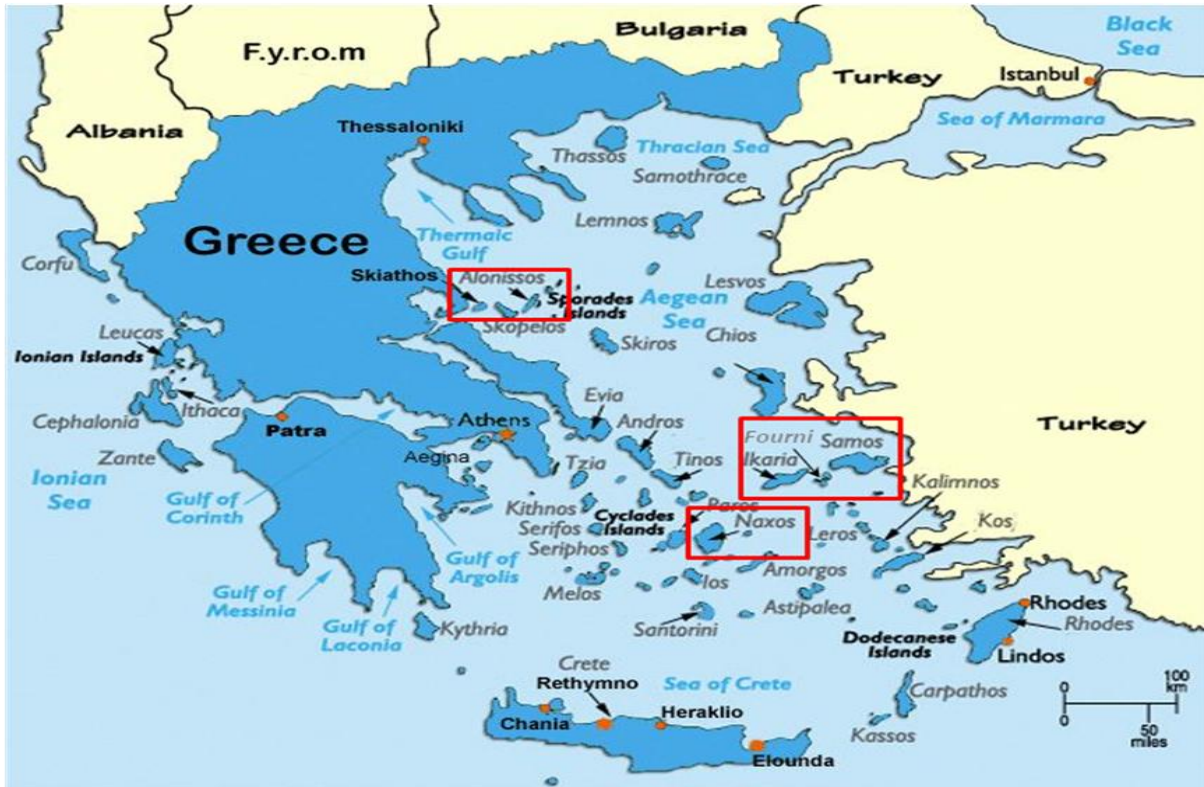 Bulgaria
Black
Sea
F.y.r.o.m
Turkey
Istanbul
Albania
Sea of Marmara
Thessaloniki
Thassos
Thracian Sea
Samothrace
Lemnos
Greece
Thermaic
Gulf
Corfu
Skiathos
Alonissos
Sporades
Islands
Skopelos
Lesvos
Aegean
Sea
Chios
Skiros
Leucas
Ionian Islands
Ithaca
Cephalonia
Patra
Athens
Aegina
Evia
Andros
Tinos
Tzia
Fourni
Samos
Ikaria
Turkey
Zante
Ionian
Sea
Gulf of
Corinth
Kithnos
Serifos
Seriphos
Cyclades
Islands
Paros
Naxos
Kalimnos
Leros
Kos
Gulf of
Argolis
Gulf of
Messinia
Gulf of
Laconia
Kythria
Melos
Ios
Amorgos
Astipalea
Santorini
Rhodes
Rhodes
Lindos
Dodecanese
Islands
Carpathos
Kassos
Crete
Rethymno
Sea of Crete
Chania
Heraklio
Elounda
0
100
km
0
50
miles